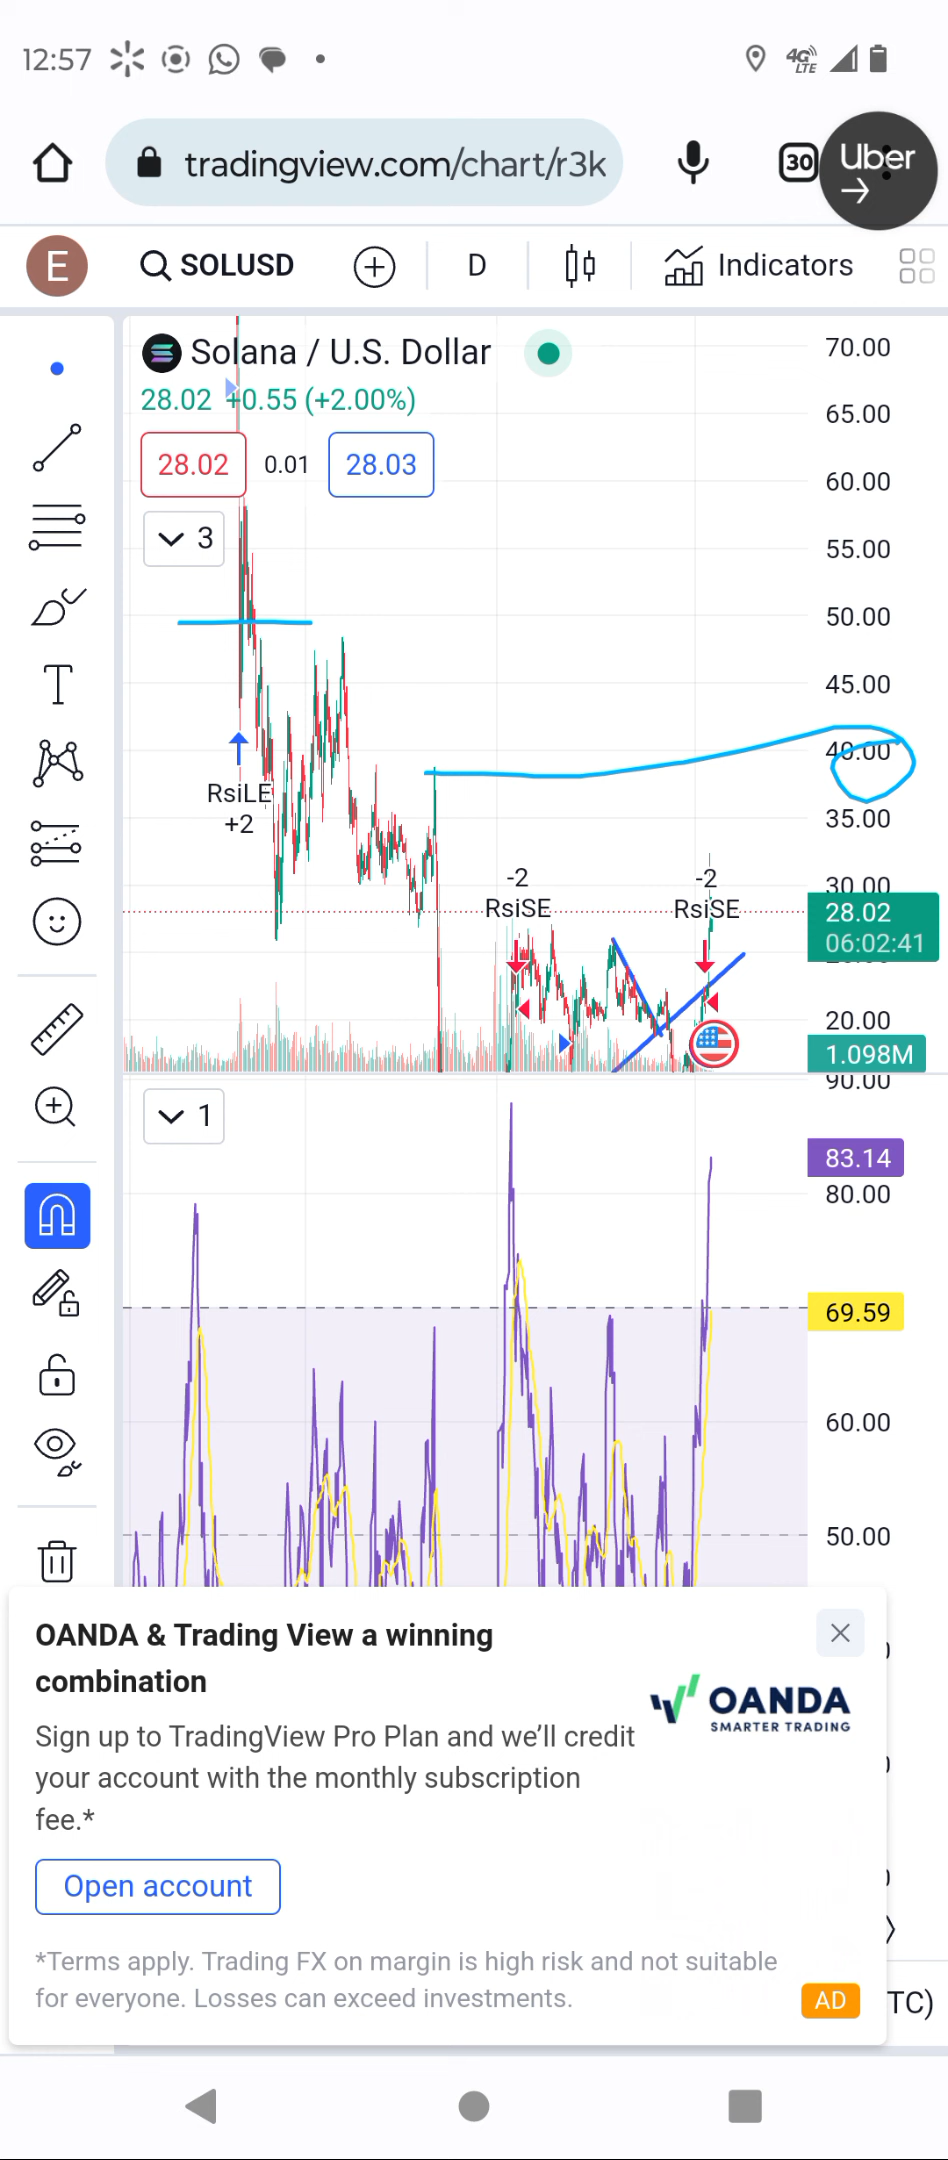 12:57
4G LTE
tradingview.com/chart/r3k
30
Uber
E
SOLUSD
D
Indicators
Solana / U.S. Dollar
28.02 +0.55 (+2.00%)
28.02
0.01
28.03
3
70.00
65.00
60.00
55.00
50.00
45.00
40.00
35.00
30.00
28.02
06:02:41
20.00
1.098M
RsiLE
+2
-2
RsiSE
-2
RsiSE
1
90.00
83.14
80.00
69.59
60.00
50.00
OANDA & Trading View a winning
combination
OANDA
SMARTER TRADING
Sign up to TradingView Pro Plan and we’ll credit
your account with the monthly subscription
fee.*
Open account
*Terms apply. Trading FX on margin is high risk and not suitable
for everyone. Losses can exceed investments.
AD
TC)